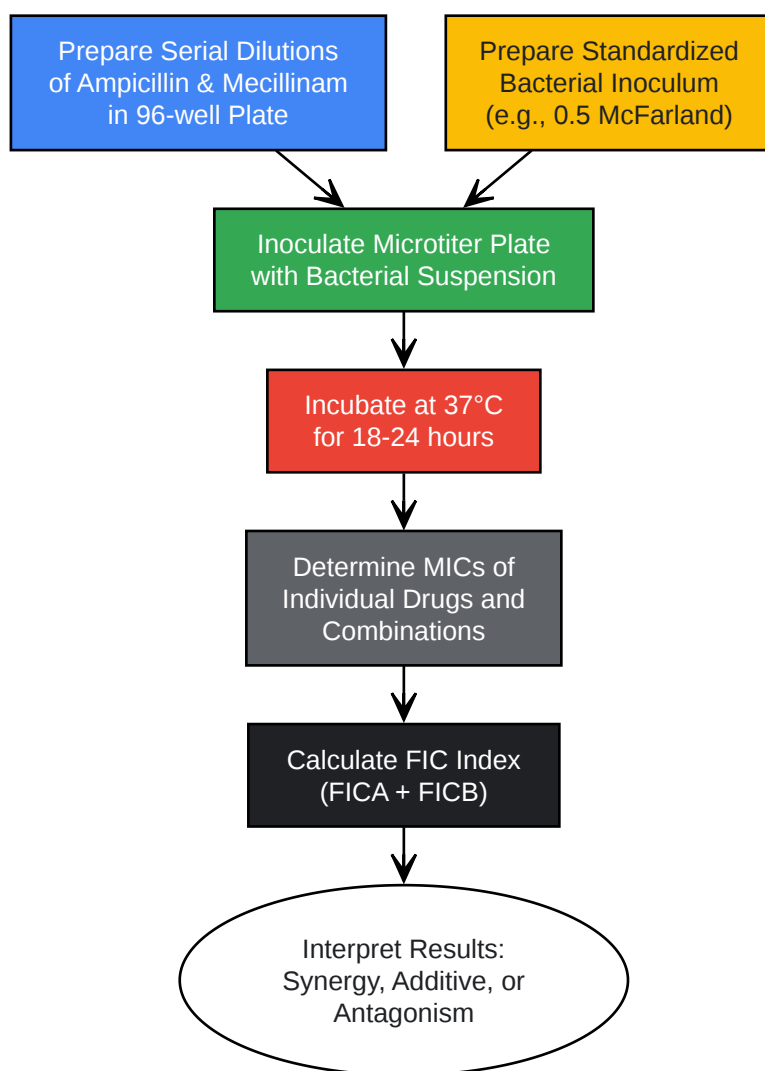 Prepare Serial Dilutions
of Ampicillin & Mecillinam
in 96-well Plate
Prepare Standardized
Bacterial Inoculum
(e.g., 0.5 McFarland)
Inoculate Microtiter Plate
with Bacterial Suspension
Incubate at 37°C
for 18-24 hours
Determine MICs of
Individual Drugs and
Combinations
Calculate FIC Index
(FICA + FICB)
Interpret Results:
Synergy, Additive, or
Antagonism